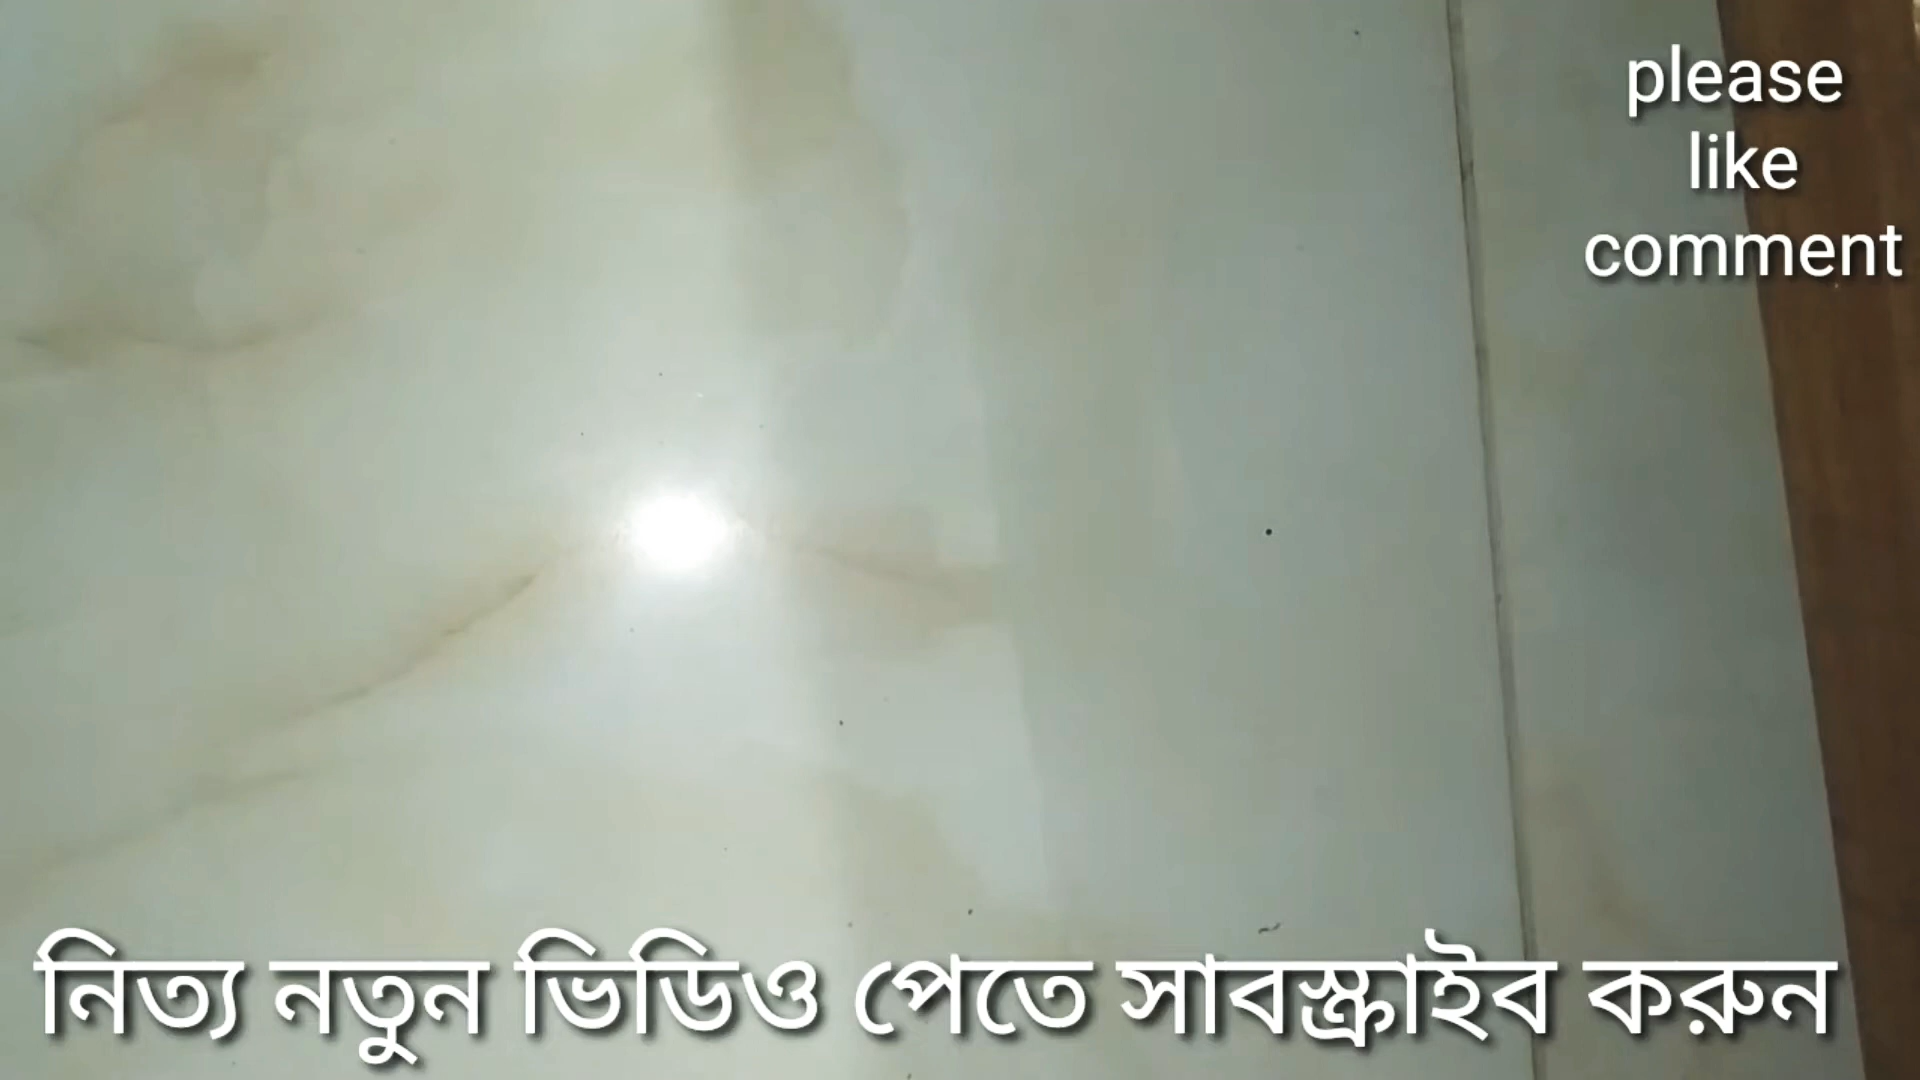 please
like
comment
নিত্য নতুন ভিডিও পেতে সাবস্ক্রাইব করুন